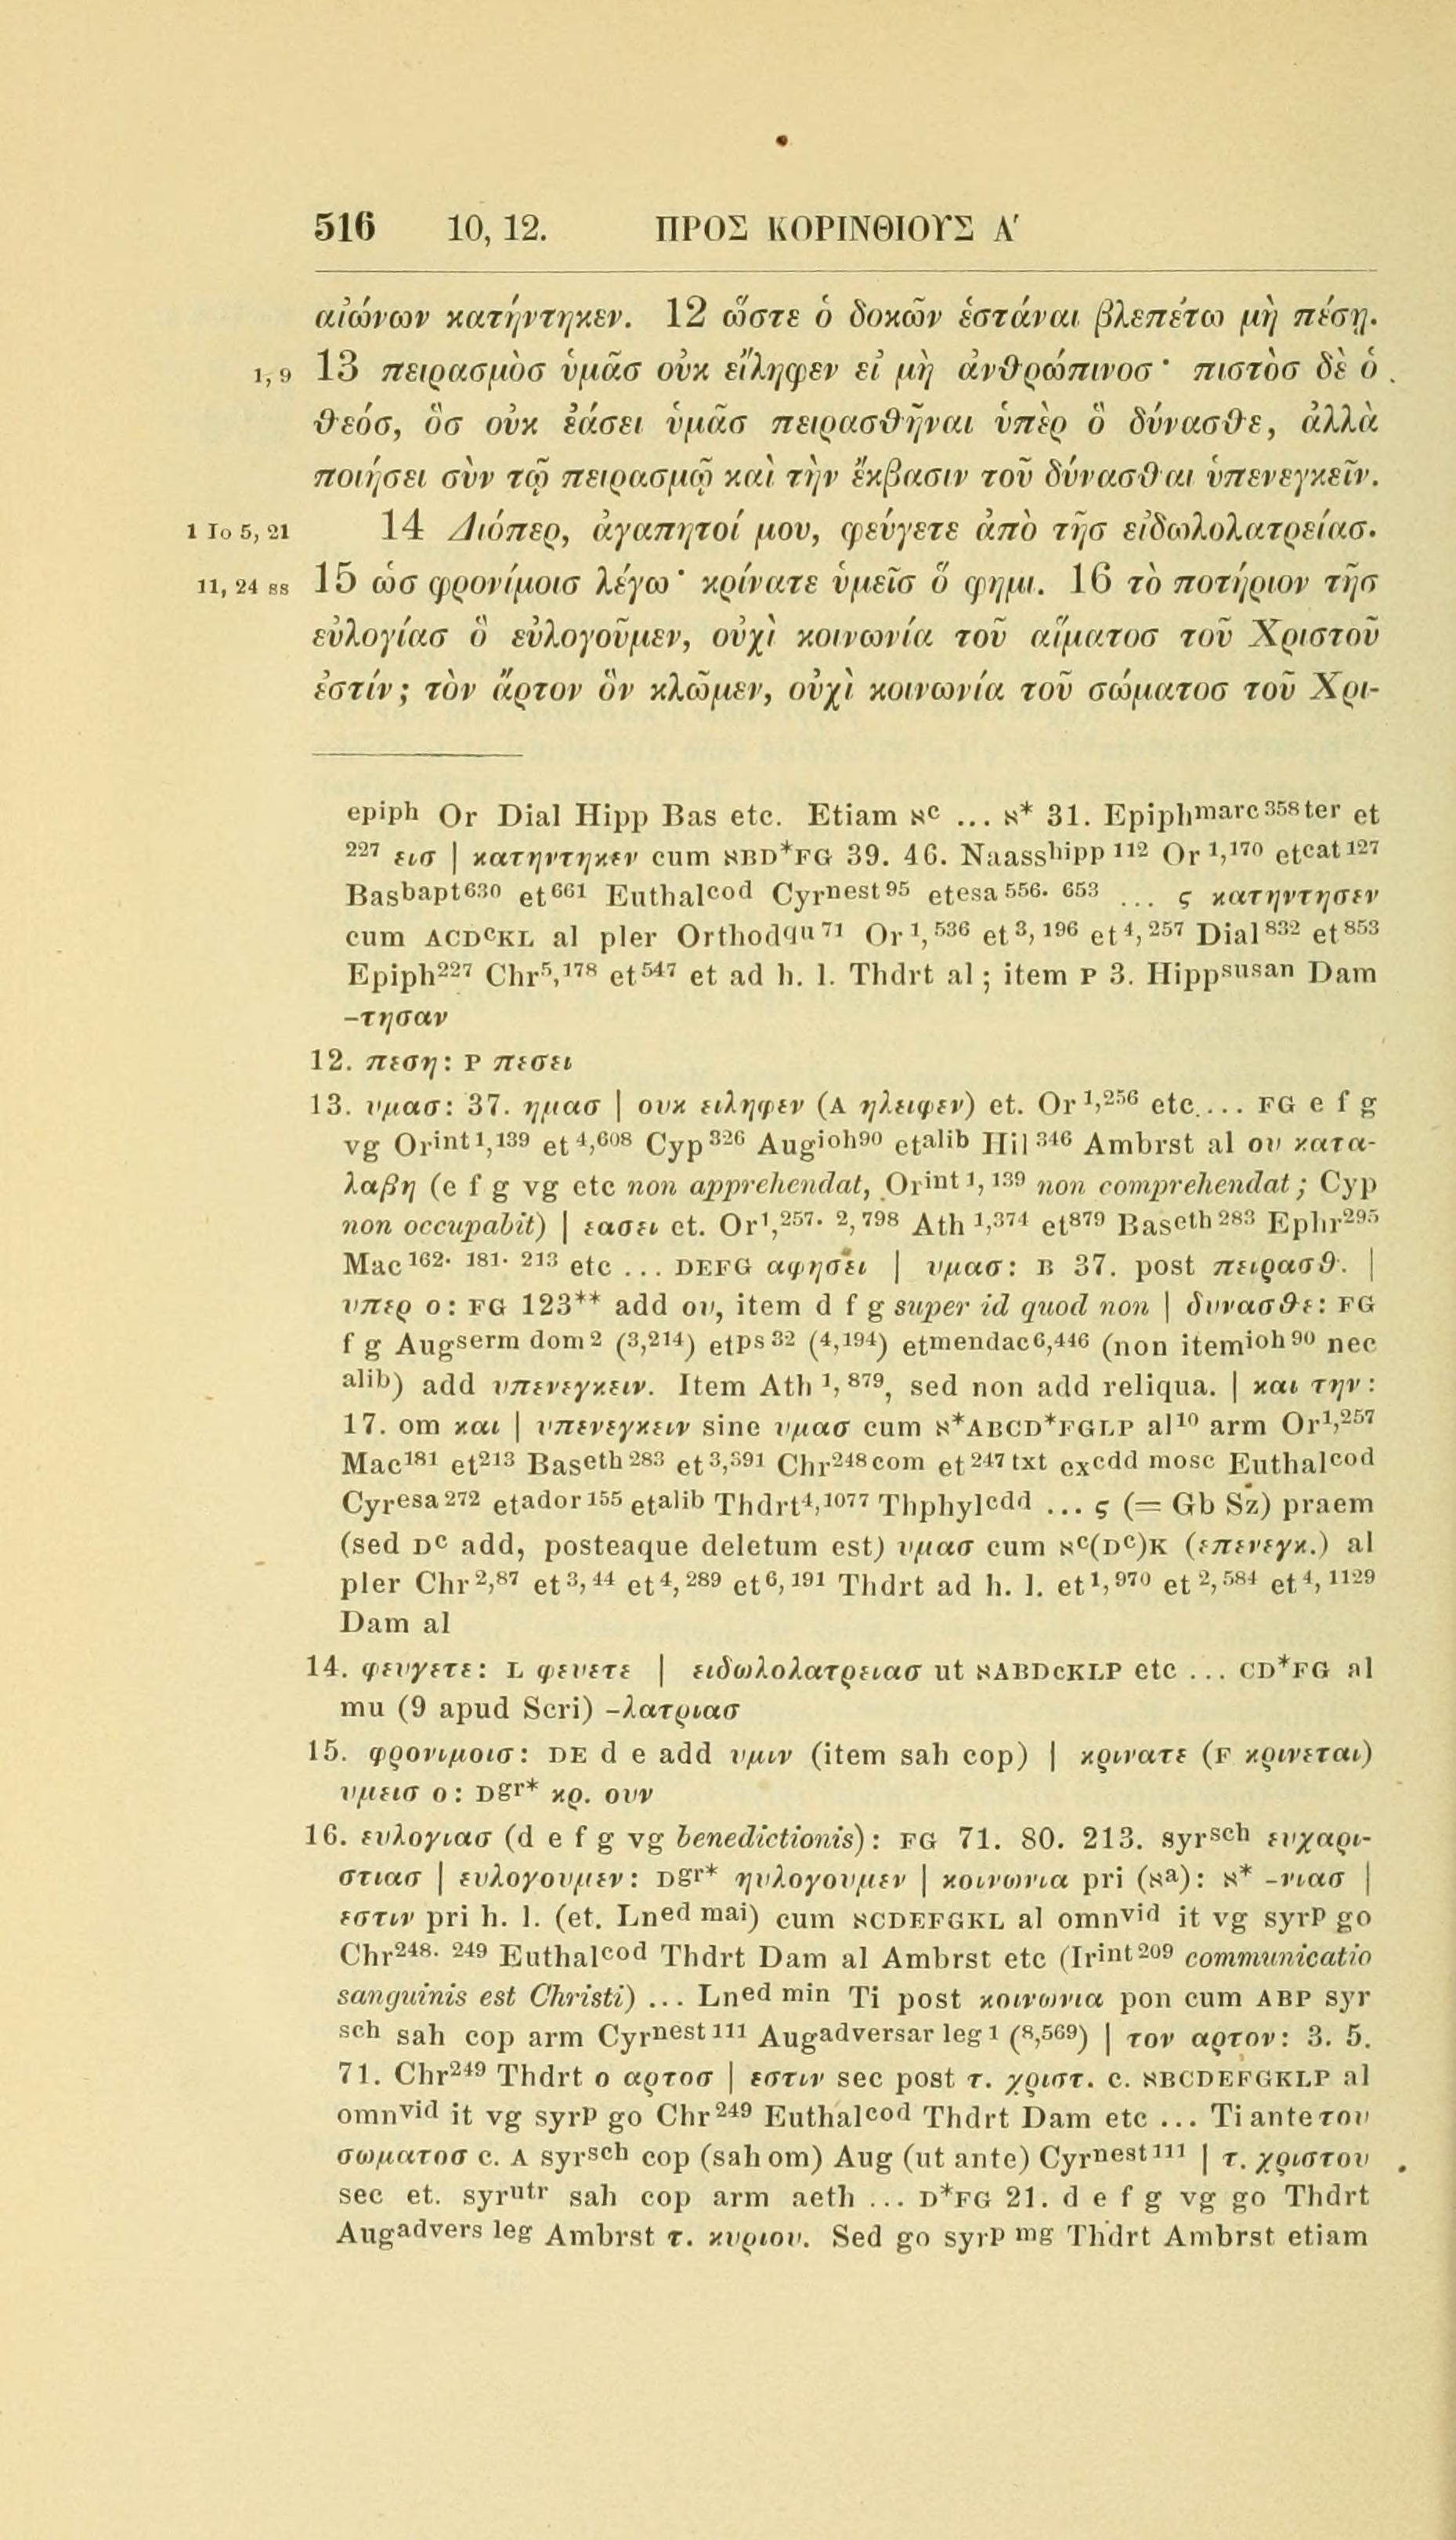 516 10, 12. ΠΡΟΣ ΚΟΡΙΝΘΙΟΥΣ Α′
αἰώνων κατήντηκεν. 12 ὥστε ὁ δοκῶν ἑστάναι βλεπέτω μὴ πέσῃ.
1, 9 13 πειρασμὸσ ὑμᾶσ οὐκ εἴληφεν εἰ μὴ ἀνθρώπινοσ· πιστὸσ δὲ ὁ
θεόσ, ὃσ οὐκ ἐάσει ὑμᾶσ πειρασθῆναι ὑπὲρ ὃ δύνασθε, ἀλλὰ
ποιήσει σὺν τῷ πειρασμῷ καὶ τὴν ἔκβασιν τοῦ δύνασθαι ὑπενεγκεῖν.
1 Io 5, 21 14 Διόπερ, ἀγαπητοί μου, φεύγετε ἀπὸ τῆσ εἰδωλολατρείασ.
11, 24 ss 15 ὡσ φρονίμοισ λέγω· κρίνατε ὑμεῖσ ὅ φημι. 16 τὸ ποτήριον τῆσ
εὐλογίασ ὃ εὐλογοῦμεν, οὐχὶ κοινωνία τοῦ αἵματοσ τοῦ Χριστοῦ
ἐστίν; τὸν ἄρτον ὃν κλῶμεν, οὐχὶ κοινωνία τοῦ σώματοσ τοῦ Χρι-
epiph Or Dial Hipp Bas etc. Etiam ℵc ... ℵ* 31. Epiphmarc358ter et
227 εισ | κατηντηκεν cum ℵBD*FG 39. 46. Naasshipp 112 Or 1,170 etcat127
Basbapt630 et661 Euthalcod Cyrnest95 etesa 556. 653 ... ς κατηντησεν
cum ACDcKL al pler Orthodqu71 Or 1, 536 et3, 196 et4, 257 Dial832 et853
Epiph227 Chr5,178 et547 et ad h. l. Thdrt al; item P 3. Hippsusan Dam
-τησαν
12. πεση: P πεσει
13. υμασ: 37. ημασ | ουκ ειληφεν (A ηλειφεν) et. Or 1,256 etc.... FG e f g
vg Orint1,139 et4,608 Cyp326 Augioh90 etalib Hil346 Ambrst al ου κατα-
λαβη (e f g vg etc non apprehendat, Orint 1, 139 non comprehendat; Cyp
non occupabit) | εασει et. Or1,257. 2, 798 Ath 1,374 et879 Baseth283 Ephr295
Mac162. 181. 213 etc ... DEFG αφησει | υμασ: B 37. post πειρασθ. |
υπερ ο: FG 123** add ου, item d f g super id quod non | δυνασθε: FG
f g Augserm dom2 (3,214) etps32 (4,194) etmendac6,446 (non itemioh90 nec
alib) add υπενεγκειν. Item Ath 1, 879, sed non add reliqua. | και την:
17. om και | υπενεγκειν sine υμασ cum ℵ*ABCD*FGLP al10 arm Or1,257
Mac181 et213 Baseth283 et3,391 Chr248com et247txt excdd mosc Euthalcod
Cyresa272 etador155 etalib Thdrt4,1077 Thphylcdd ... ς (= Gb Sz) praem
(sed Dc add, posteaque deletum est) υμασ cum ℵc(Dc)K (επενεγκ.) al
pler Chr2,87 et3,44 et4,289 et6,191 Thdrt ad h. l. et1,970 et2,584 et4,1129
Dam al
14. φευγετε: L φευετε | ειδωλολατρειασ ut ℵABDcKLP etc ... CD*FG al
mu (9 apud Scri) -λατριασ
15. φρονιμοισ: DE d e add υμιν (item sah cop) | κρινατε (F κρινεται)
υμεισ ο: Dgr* κρ. ουν
16. ευλογιασ (d e f g vg benedictionis): FG 71. 80. 213. syrsch ευχαρι-
στιασ | ευλογουμεν: Dgr* ηυλογουμεν | κοινωνια pri (ℵa): ℵ* -νιασ |
εστιν pri h. l. (et. Lned mai) cum ℵCDEFGKL al omnvid it vg syrp go
Chr248. 249 Euthalcod Thdrt Dam al Ambrst etc (Irint209 communicatio
sanguinis est Christi) ... Lned min Ti post κοινωνια pon cum ABP syr
sch sah cop arm Cyrnest111 Augadversar leg1 (8,569) | τον αρτον: 3. 5.
71. Chr249 Thdrt ο αρτοσ | εστιν sec post τ. χριστ. c. ℵBCDEFGKLP al
omnvid it vg syrp go Chr249 Euthalcod Thdrt Dam etc ... Ti ante του
σωματοσ c. A syrsch cop (sah om) Aug (ut ante) Cyrnest111 | τ. χριστου
sec et. syrutr sah cop arm aeth ... D*FG 21. d e f g vg go Thdrt
Augadvers leg Ambrst τ. κυριου. Sed go syrp mg Thdrt Ambrst etiam